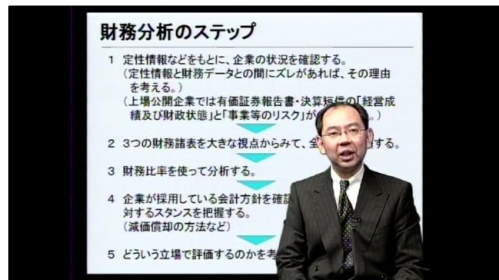 財務分析のステップ
1 定性情報などをもとに、企業の状況を確認する。
(定性情報と財務データとの間にズレがあれば、その理由
を考える。)
(上場公開企業では有価証券報告書・決算短信の「経営成
績及び財政状態」と「事業等のリスク」が
。)
2 3つの財務諸表を大きな視点からみて、全
する。
3 財務比率を使って分析する。
4 企業が採用している会計方針を確認
対するスタンスを把握する。
(減価償却の方法など)
5 どういう立場で評価するのかを考